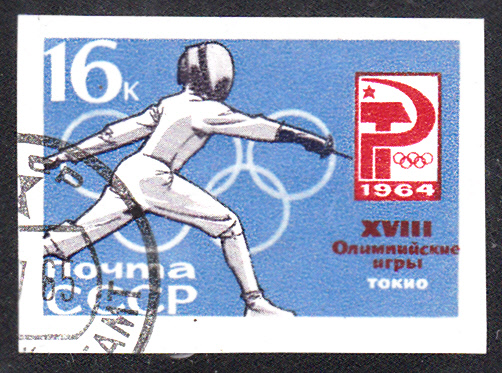 16к
1964
XVIII
Олимпийские
игры
токио
почта
СССР